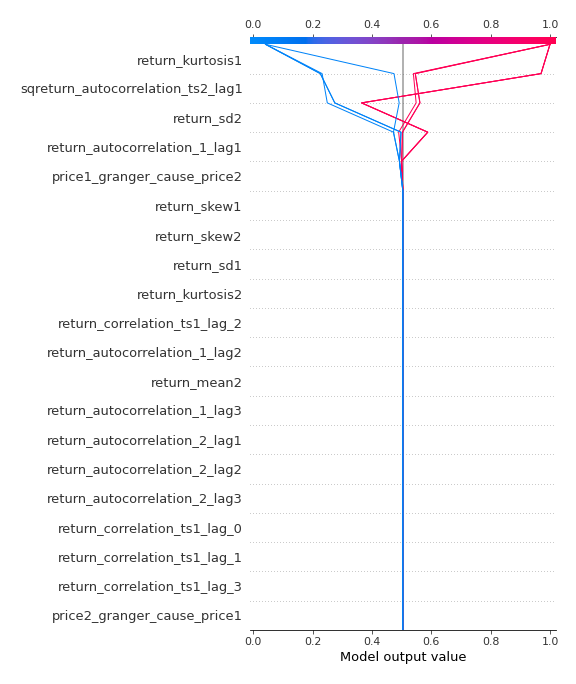 0.0 0.2 0.4 0.6 0.8 1.0
return_kurtosis1
sqreturn_autocorrelation_ts2_lag1
return_sd2
return_autocorrelation_1_lag1
price1_granger_cause_price2
return_skew1
return_skew2
return_sd1
return_kurtosis2
return_correlation_ts1_lag_2
return_autocorrelation_1_lag2
return_mean2
return_autocorrelation_1_lag3
return_autocorrelation_2_lag1
return_autocorrelation_2_lag2
return_autocorrelation_2_lag3
return_correlation_ts1_lag_0
return_correlation_ts1_lag_1
return_correlation_ts1_lag_3
price2_granger_cause_price1
0.0 0.2 0.4 0.6 0.8 1.0
Model output value